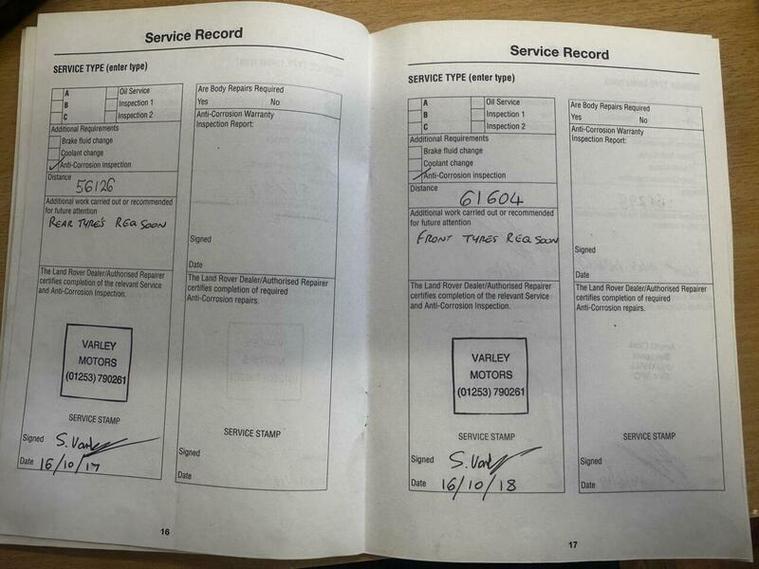 Service Record
SERVICE TYPE (enter type)
A Oil Service
B Inspection 1
C Inspection 2
Additional Requirements
Brake fluid change
Coolant change
Anti-Corrosion inspection
Distance
56126
Additional work carried out or recommended
for future attention
REAR TYRE'S REQ SOON
The Land Rover Dealer/Authorised Repairer
certifies completion of the relevant Service
and Anti-Corrosion Inspection.
VARLEY
MOTORS
(01253) 790261
SERVICE STAMP
Signed S. Varley
Date 16/10/17
Are Body Repairs Required
Yes No
Anti-Corrosion Warranty
Inspection Report:
Signed
Date
The Land Rover Dealer/Authorised Repairer
certifies completion of required
Anti-Corrosion repairs.
SERVICE STAMP
Signed
Date
16
Service Record
SERVICE TYPE (enter type)
A Oil Service
B Inspection 1
C Inspection 2
Additional Requirements
Brake fluid change
Coolant change
Anti-Corrosion inspection
Distance
61604
Additional work carried out or recommended
for future attention
FRONT TYRES REQ SOON
The Land Rover Dealer/Authorised Repairer
certifies completion of the relevant Service
and Anti-Corrosion Inspection.
VARLEY
MOTORS
(01253) 790261
SERVICE STAMP
Signed S. Varley
Date 16/10/18
Are Body Repairs Required
Yes No
Anti-Corrosion Warranty
Inspection Report:
Signed
Date
The Land Rover Dealer/Authorised Repairer
certifies completion of required
Anti-Corrosion repairs.
SERVICE STAMP
Signed
Date
17